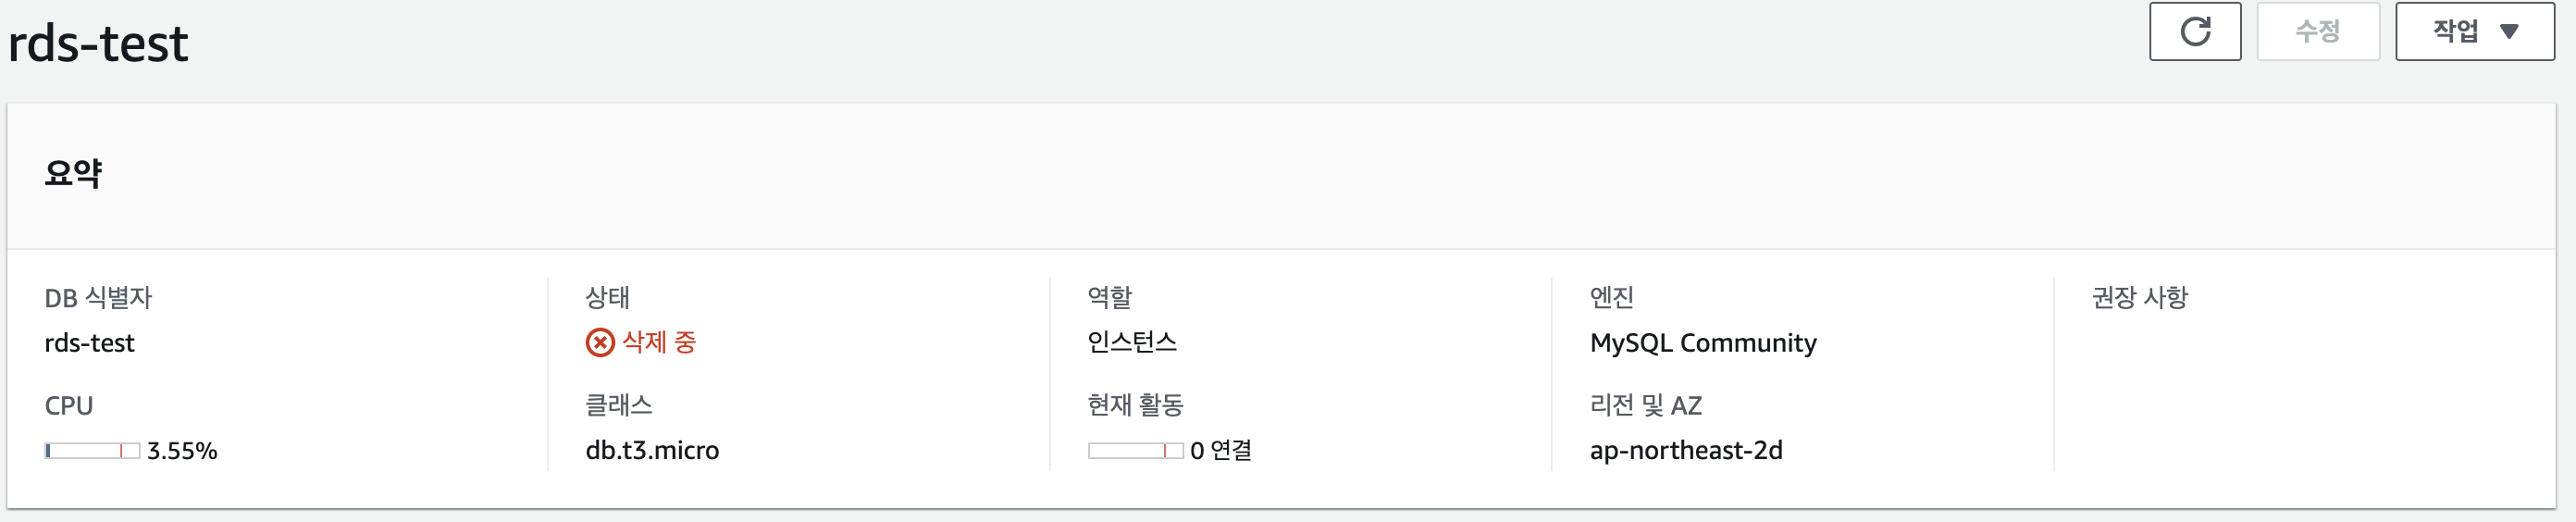 rds-test
수정
작업
요약
DB 식별자
rds-test
CPU
3.55%
상태
삭제 중
클래스
db.t3.micro
역할
인스턴스
현재 활동
0 연결
엔진
MySQL Community
리전 및 AZ
ap-northeast-2d
권장 사항